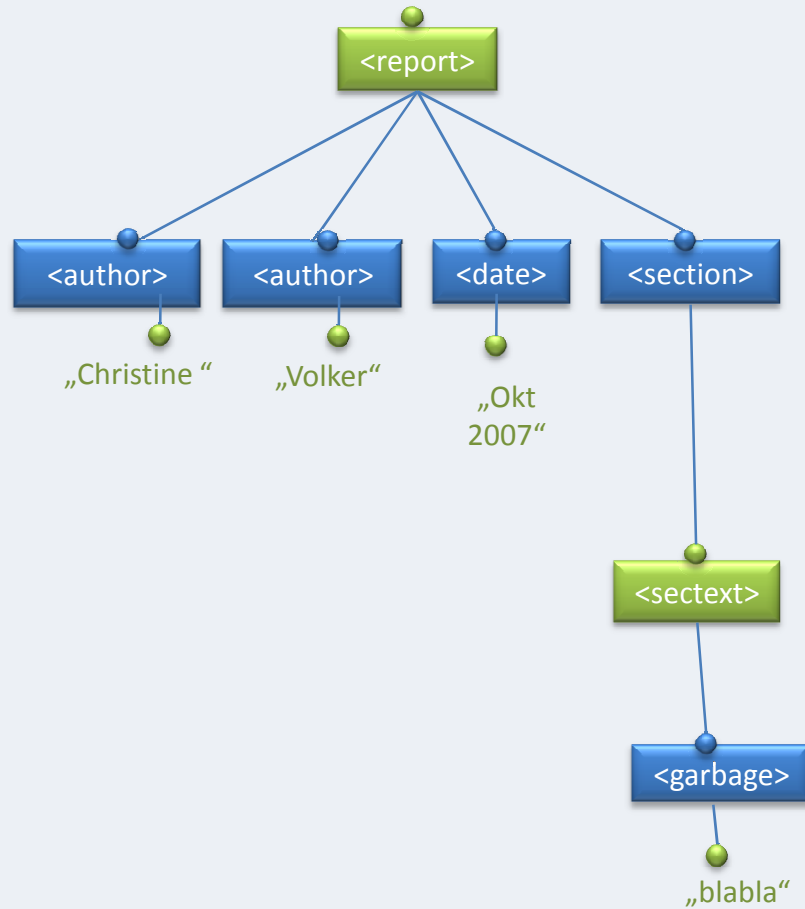 <report>
<author>
<author>
<date>
<section>
„Christine “
„Volker“
„Okt
2007“
<sectext>
<garbage>
„blabla“